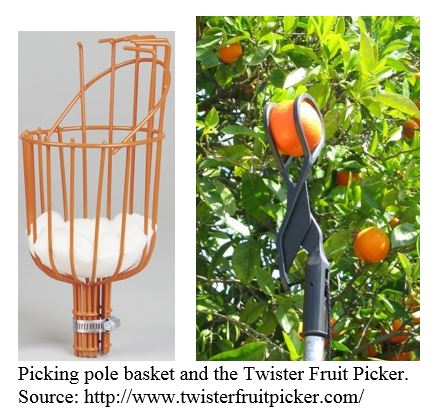 Picking pole basket and the Twister Fruit Picker.
Source: http://www.twisterfruitpicker.com/